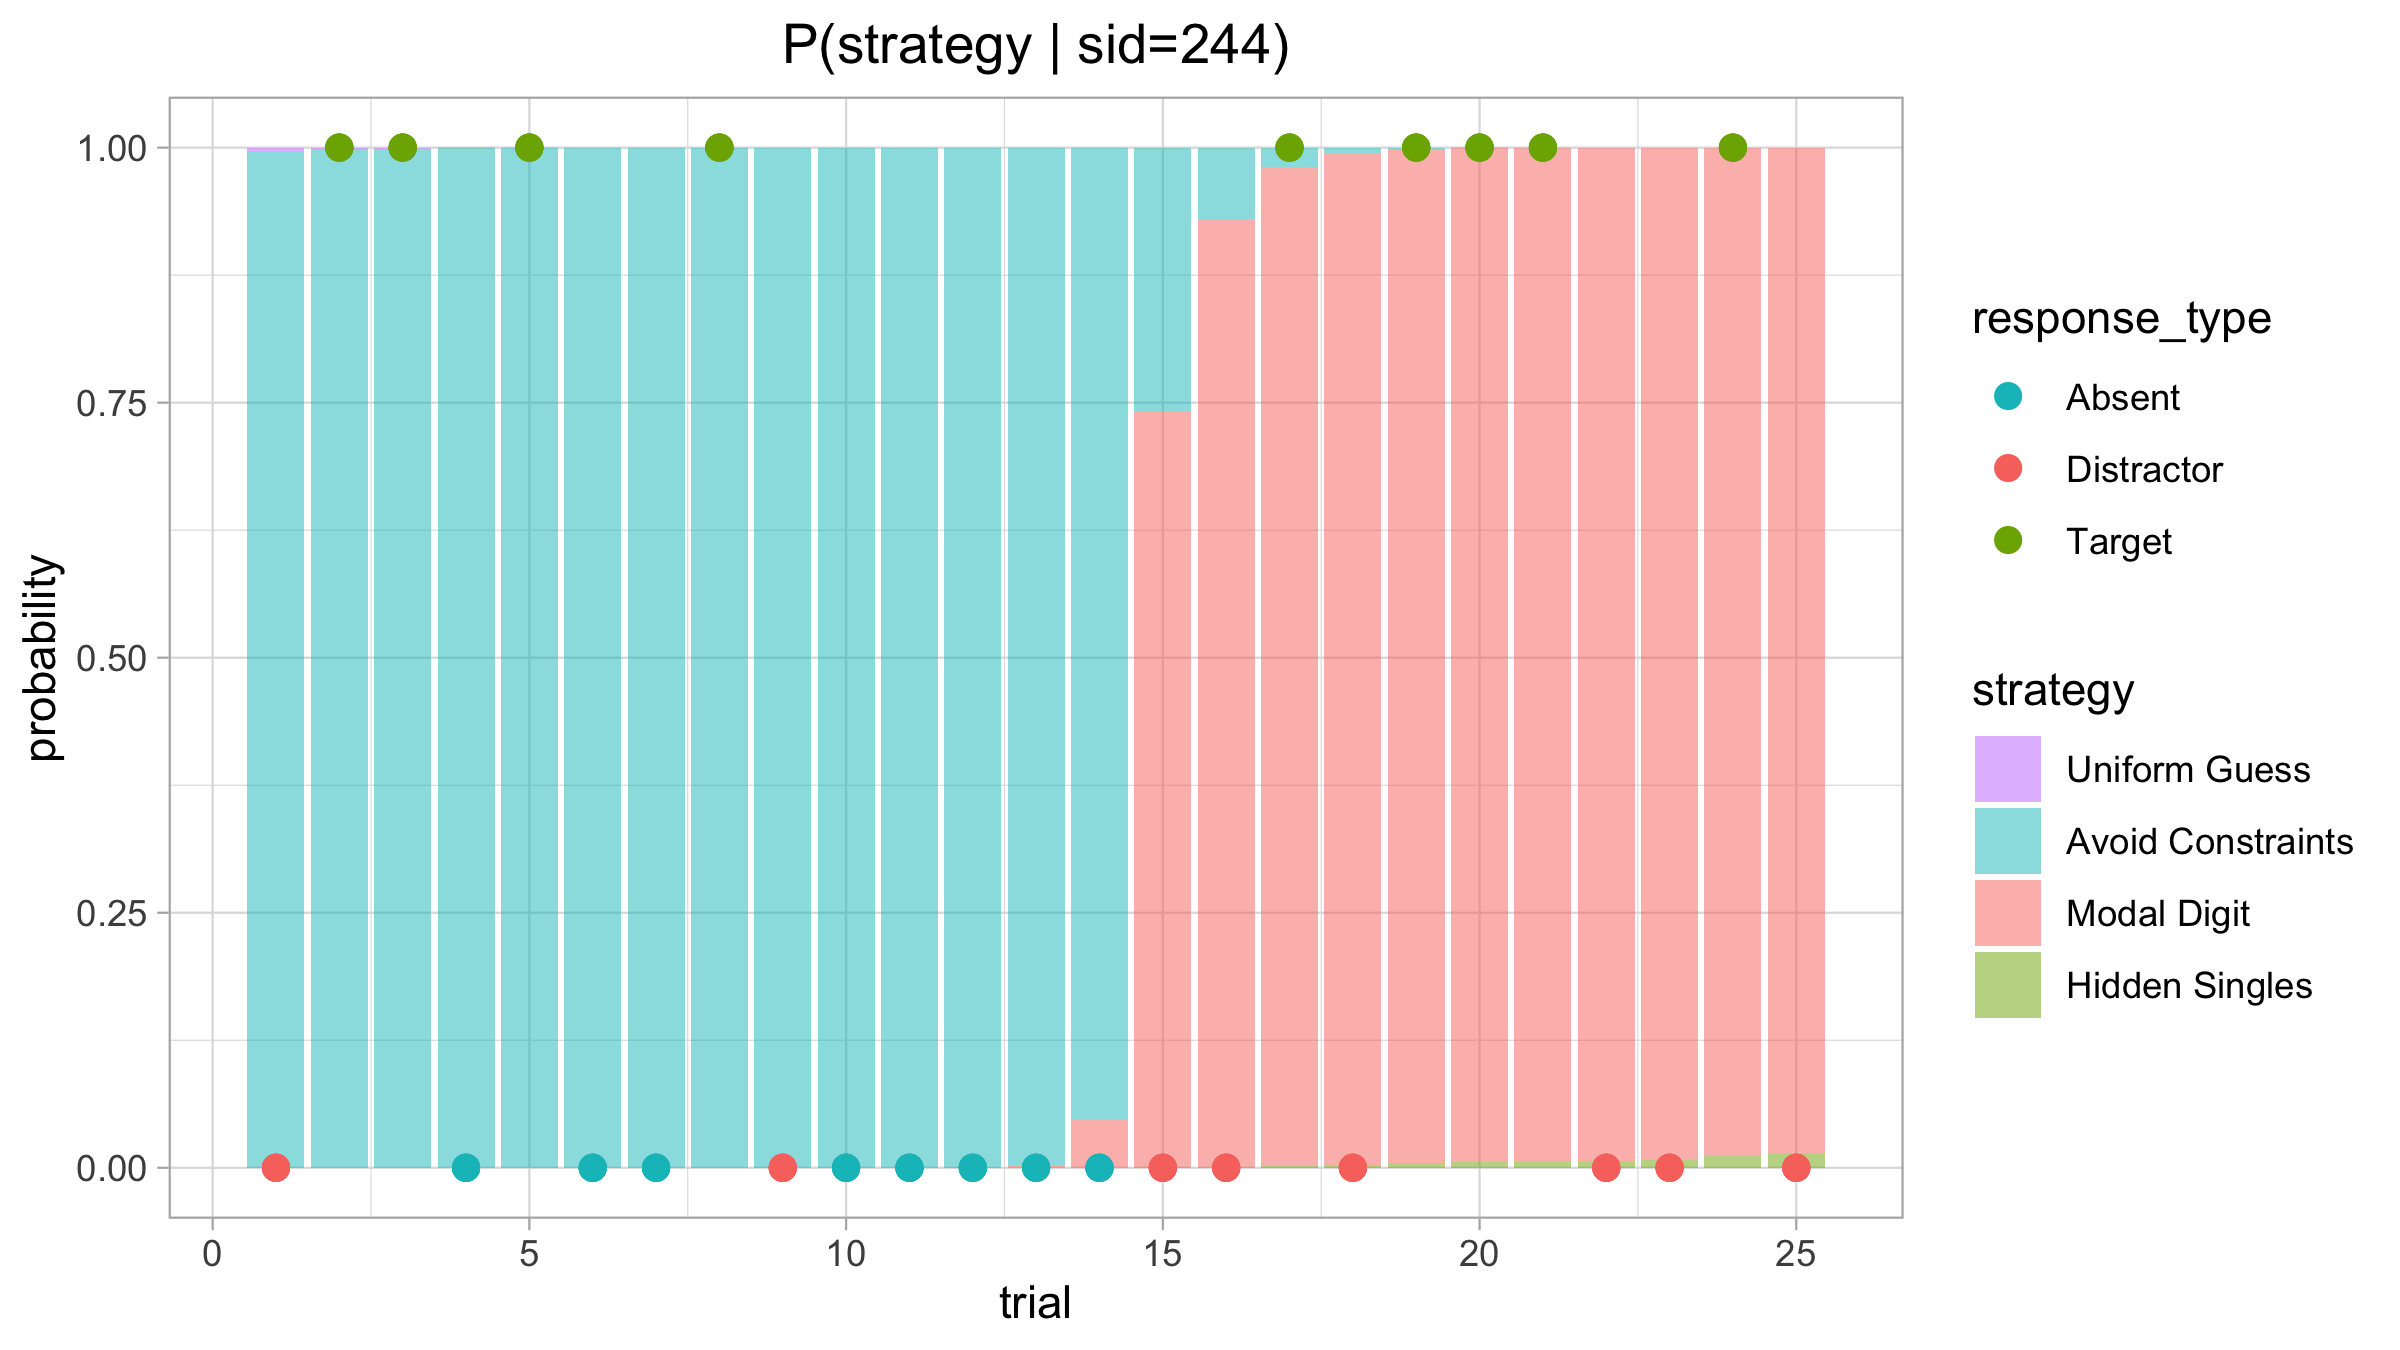 P(strategy | sid=244)
probability
1.00
0.75
0.50
0.25
0.00
0
5
10
15
20
25
trial
response_type
Absent
Distractor
Target
strategy
Uniform Guess
Avoid Constraints
Modal Digit
Hidden Singles